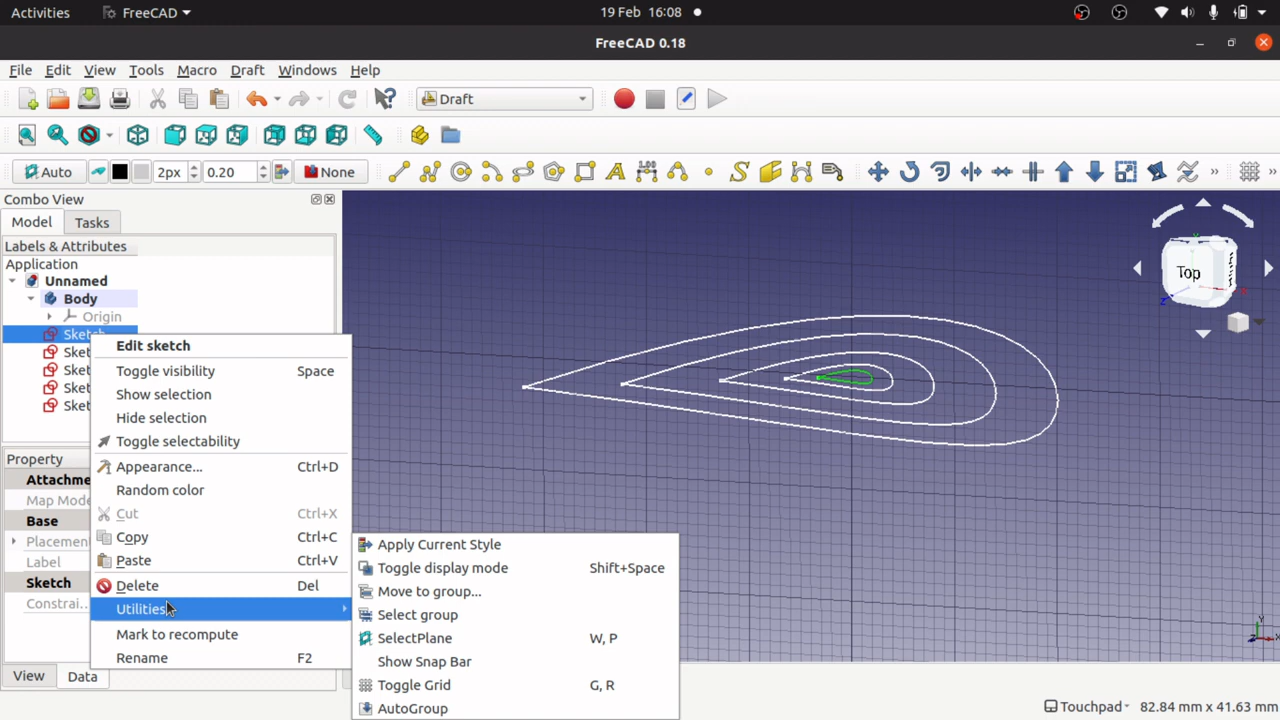 Activities FreeCAD 19 Feb 16:08
FreeCAD 0.18
File Edit View Tools Macro Draft Windows Help
Draft
Auto 2px 0.20 None
Combo View
Model Tasks
Labels & Attributes
Application
Unnamed
Body
Origin
Sketch
Sket
Sket
Sket
Sket
Edit sketch
Toggle visibility Space
Show selection
Hide selection
Toggle selectability
Appearance... Ctrl+D
Random color
Cut Ctrl+X
Copy Ctrl+C
Paste Ctrl+V
Delete Del
Utilities
Mark to recompute
Rename F2
Apply Current Style
Toggle display mode Shift+Space
Move to group...
Select group
SelectPlane W, P
Show Snap Bar
Toggle Grid G, R
AutoGroup
Property
Attachme
Map Mode
Base
Placemen
Label
Sketch
Constrai...
View Data
Top
Y
Z
X
Touchpad 82.84 mm x 41.63 mm